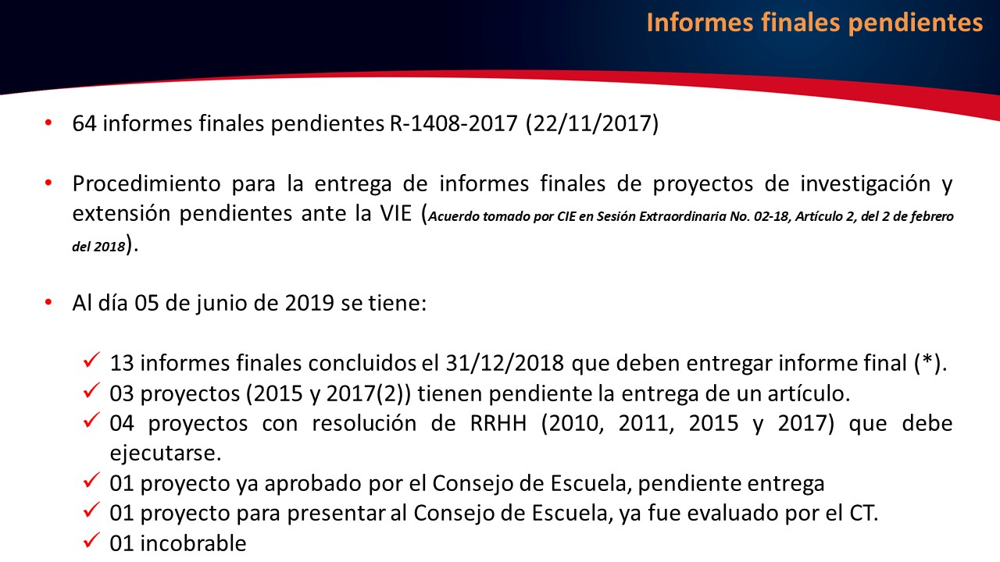 Informes finales pendientes
• 64 informes finales pendientes R-1408-2017 (22/11/2017)
• Procedimiento para la entrega de informes finales de proyectos de investigación y
extensión pendientes ante la VIE (Acuerdo tomado por CIE en Sesión Extraordinaria No. 02-18, Artículo 2, del 2 de febrero
del 2018).
• Al día 05 de junio de 2019 se tiene:
✓ 13 informes finales concluidos el 31/12/2018 que deben entregar informe final (*).
✓ 03 proyectos (2015 y 2017(2)) tienen pendiente la entrega de un artículo.
✓ 04 proyectos con resolución de RRHH (2010, 2011, 2015 y 2017) que debe
ejecutarse.
✓ 01 proyecto ya aprobado por el Consejo de Escuela, pendiente entrega
✓ 01 proyecto para presentar al Consejo de Escuela, ya fue evaluado por el CT.
✓ 01 incobrable